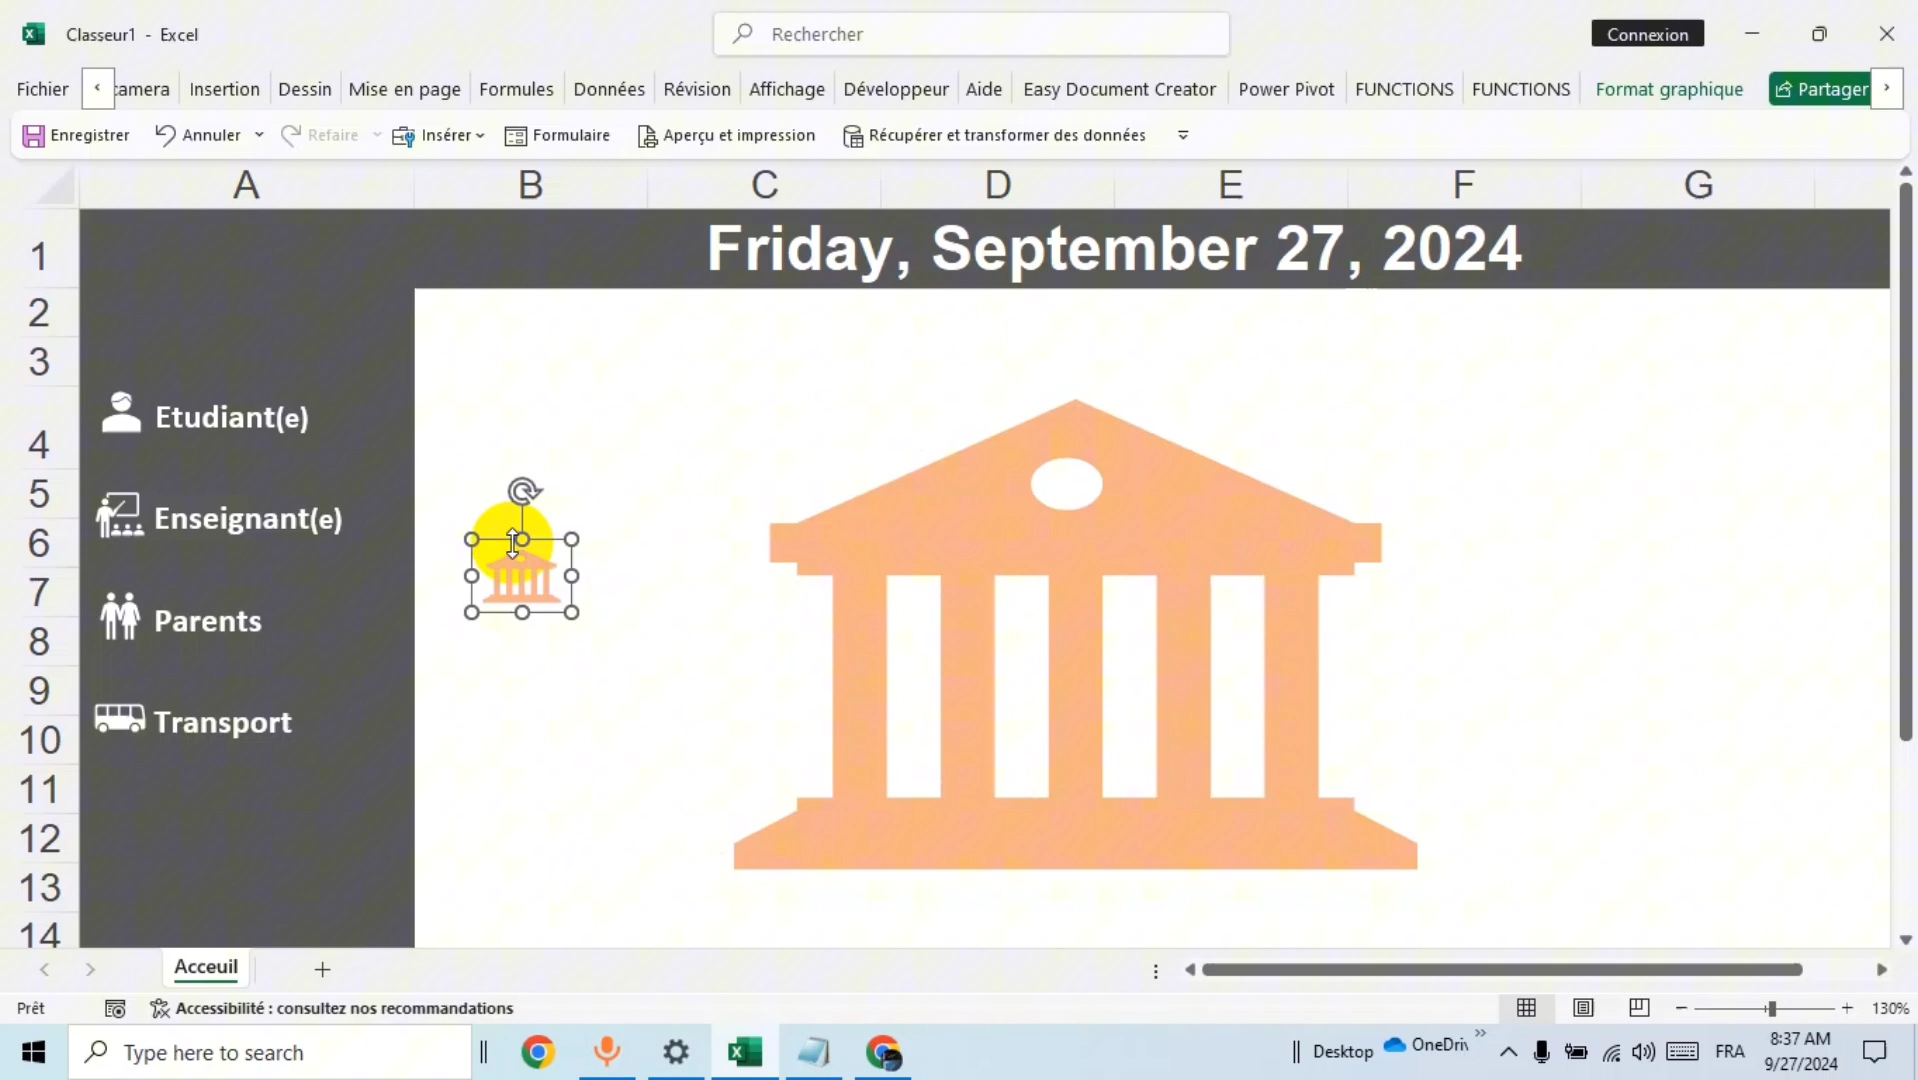 Classeur1 - Excel
Rechercher
Connexion
Fichier
camera
Insertion
Dessin
Mise en page
Formules
Données
Révision
Affichage
Développeur
Aide
Easy Document Creator
Power Pivot
FUNCTIONS
FUNCTIONS
Format graphique
Partager
Enregistrer
Annuler
Refaire
Insérer
Formulaire
Aperçu et impression
Récupérer et transformer des données
A B C D E F G
1
Friday, September 27, 2024
2
3
4
Etudiant(e)
5
Enseignant(e)
6
7
Parents
8
9
Transport
10
11
12
13
14
Acceuil
Prêt
Accessibilité : consultez nos recommandations
130%
Type here to search
Desktop
OneDri
FRA
8:37 AM
9/27/2024